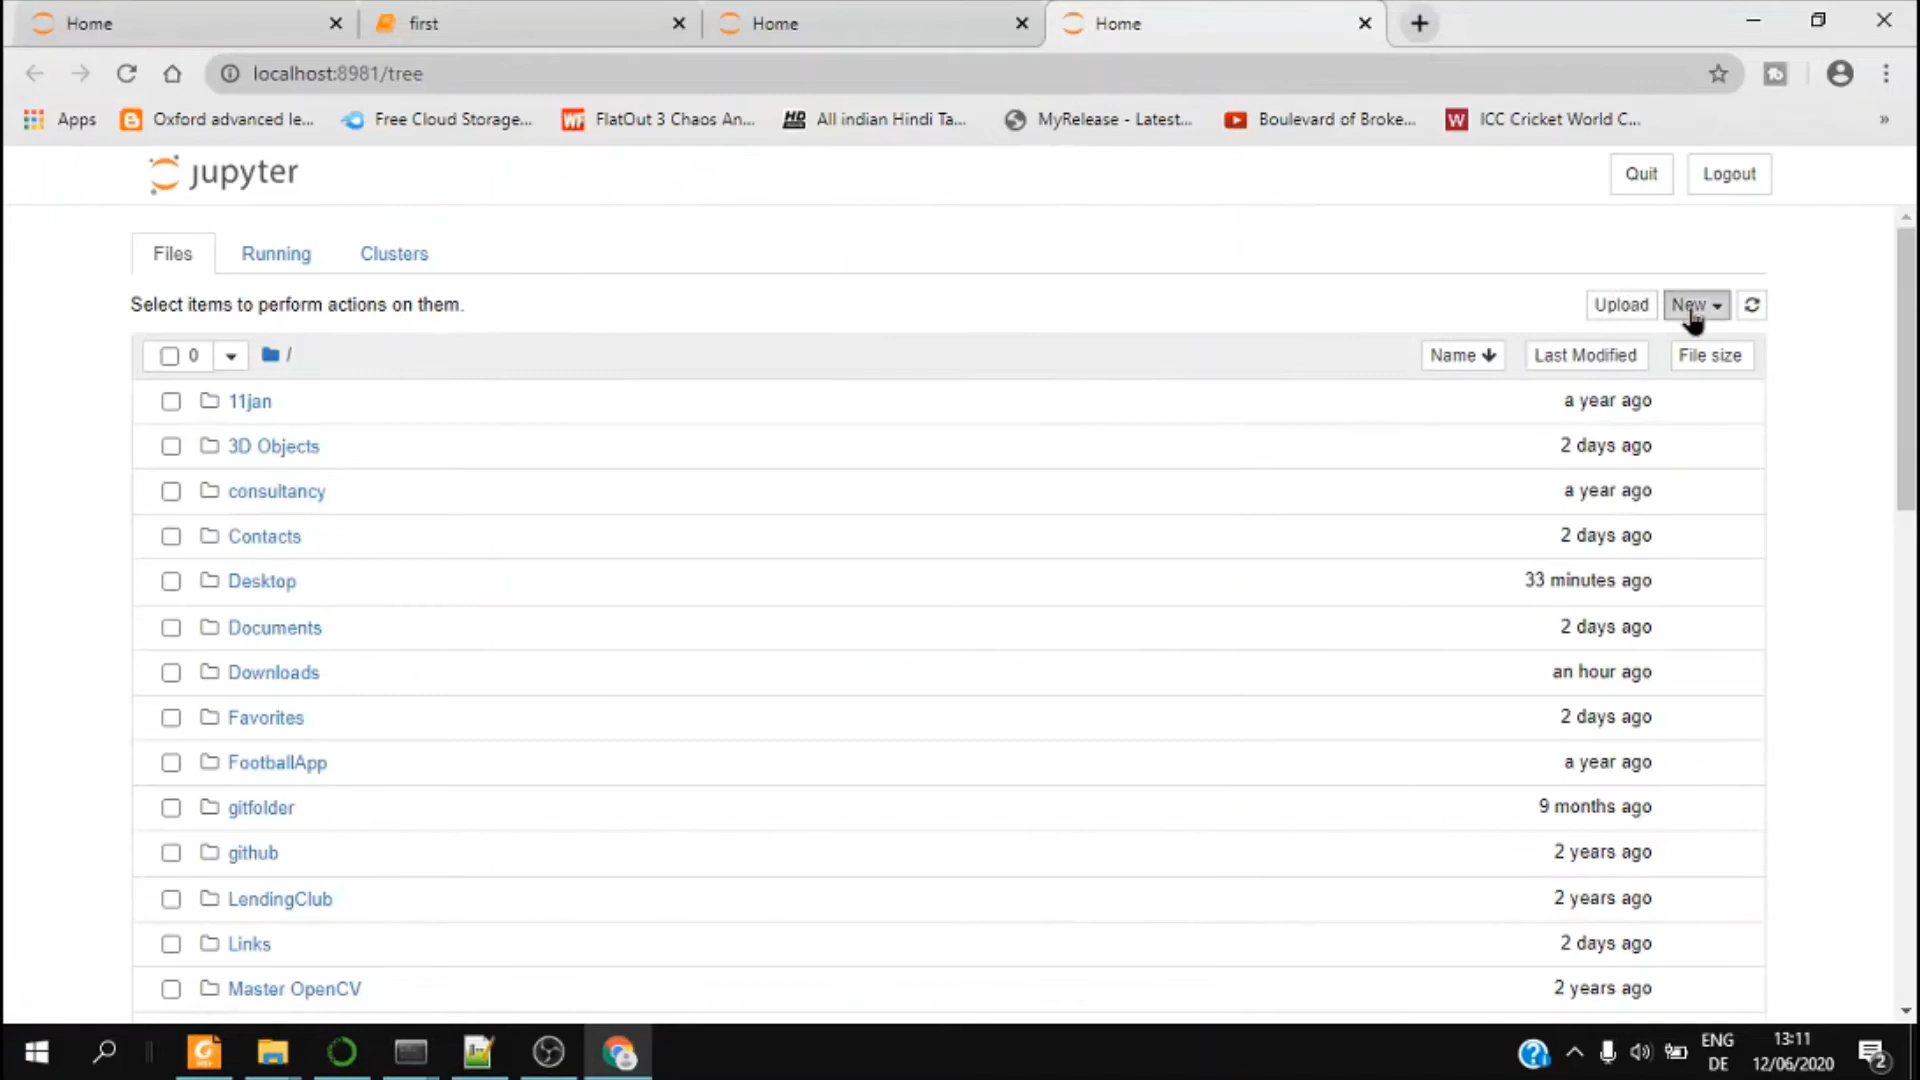 Home
first
Home
Home
localhost:8981/tree
Apps
Oxford advanced le...
Free Cloud Storage...
FlatOut 3 Chaos An...
All indian Hindi Ta...
MyRelease - Latest...
Boulevard of Broke...
ICC Cricket World C...
»
jupyter
Quit
Logout
Files
Running
Clusters
Select items to perform actions on them.
Upload
New
0
/
Name
Last Modified
File size
11jan
a year ago
3D Objects
2 days ago
consultancy
a year ago
Contacts
2 days ago
Desktop
33 minutes ago
Documents
2 days ago
Downloads
an hour ago
Favorites
2 days ago
FootballApp
a year ago
gitfolder
9 months ago
github
2 years ago
LendingClub
2 years ago
Links
2 days ago
Master OpenCV
2 years ago
ENG
DE
13:11
12/06/2020
2